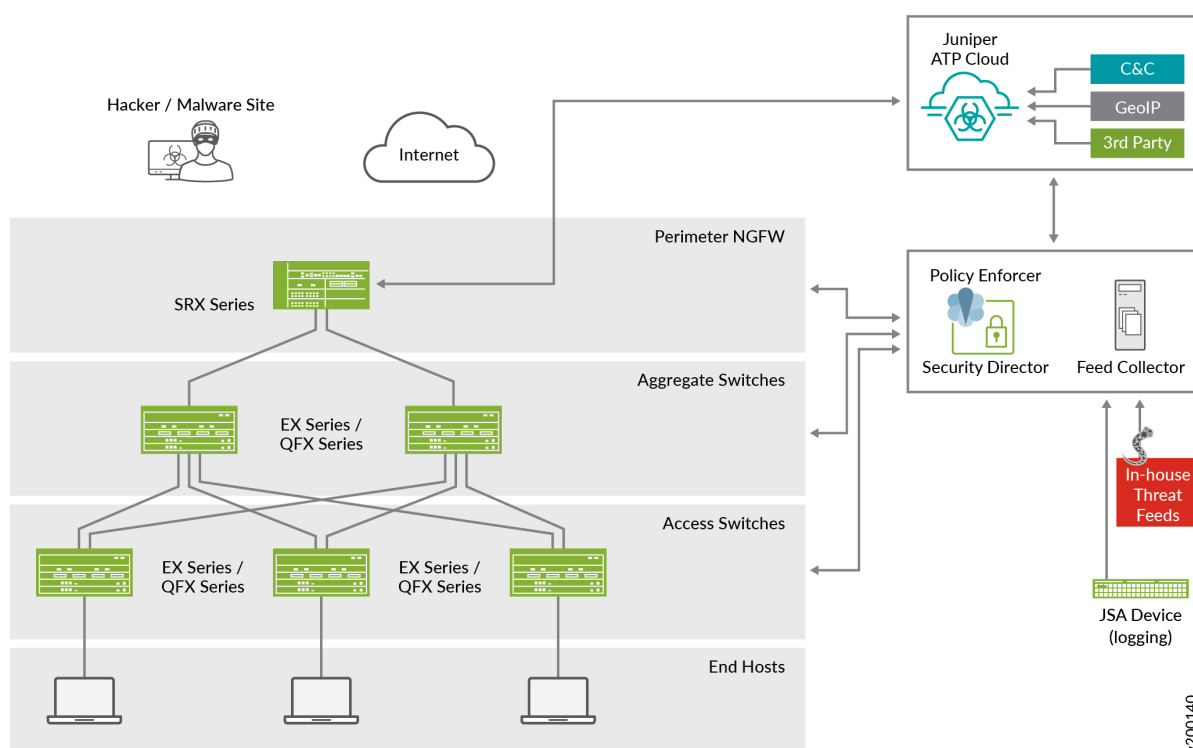 Juniper
ATP Cloud
C&C
GeoIP
3rd Party
Hacker / Malware Site
Internet
Perimeter NGFW
SRX Series
Policy Enforcer
Security Director
Feed Collector
Aggregate Switches
EX Series /
QFX Series
In-house
Threat
Feeds
Access Switches
EX Series /
QFX Series
EX Series /
QFX Series
JSA Device
(logging)
End Hosts
200140